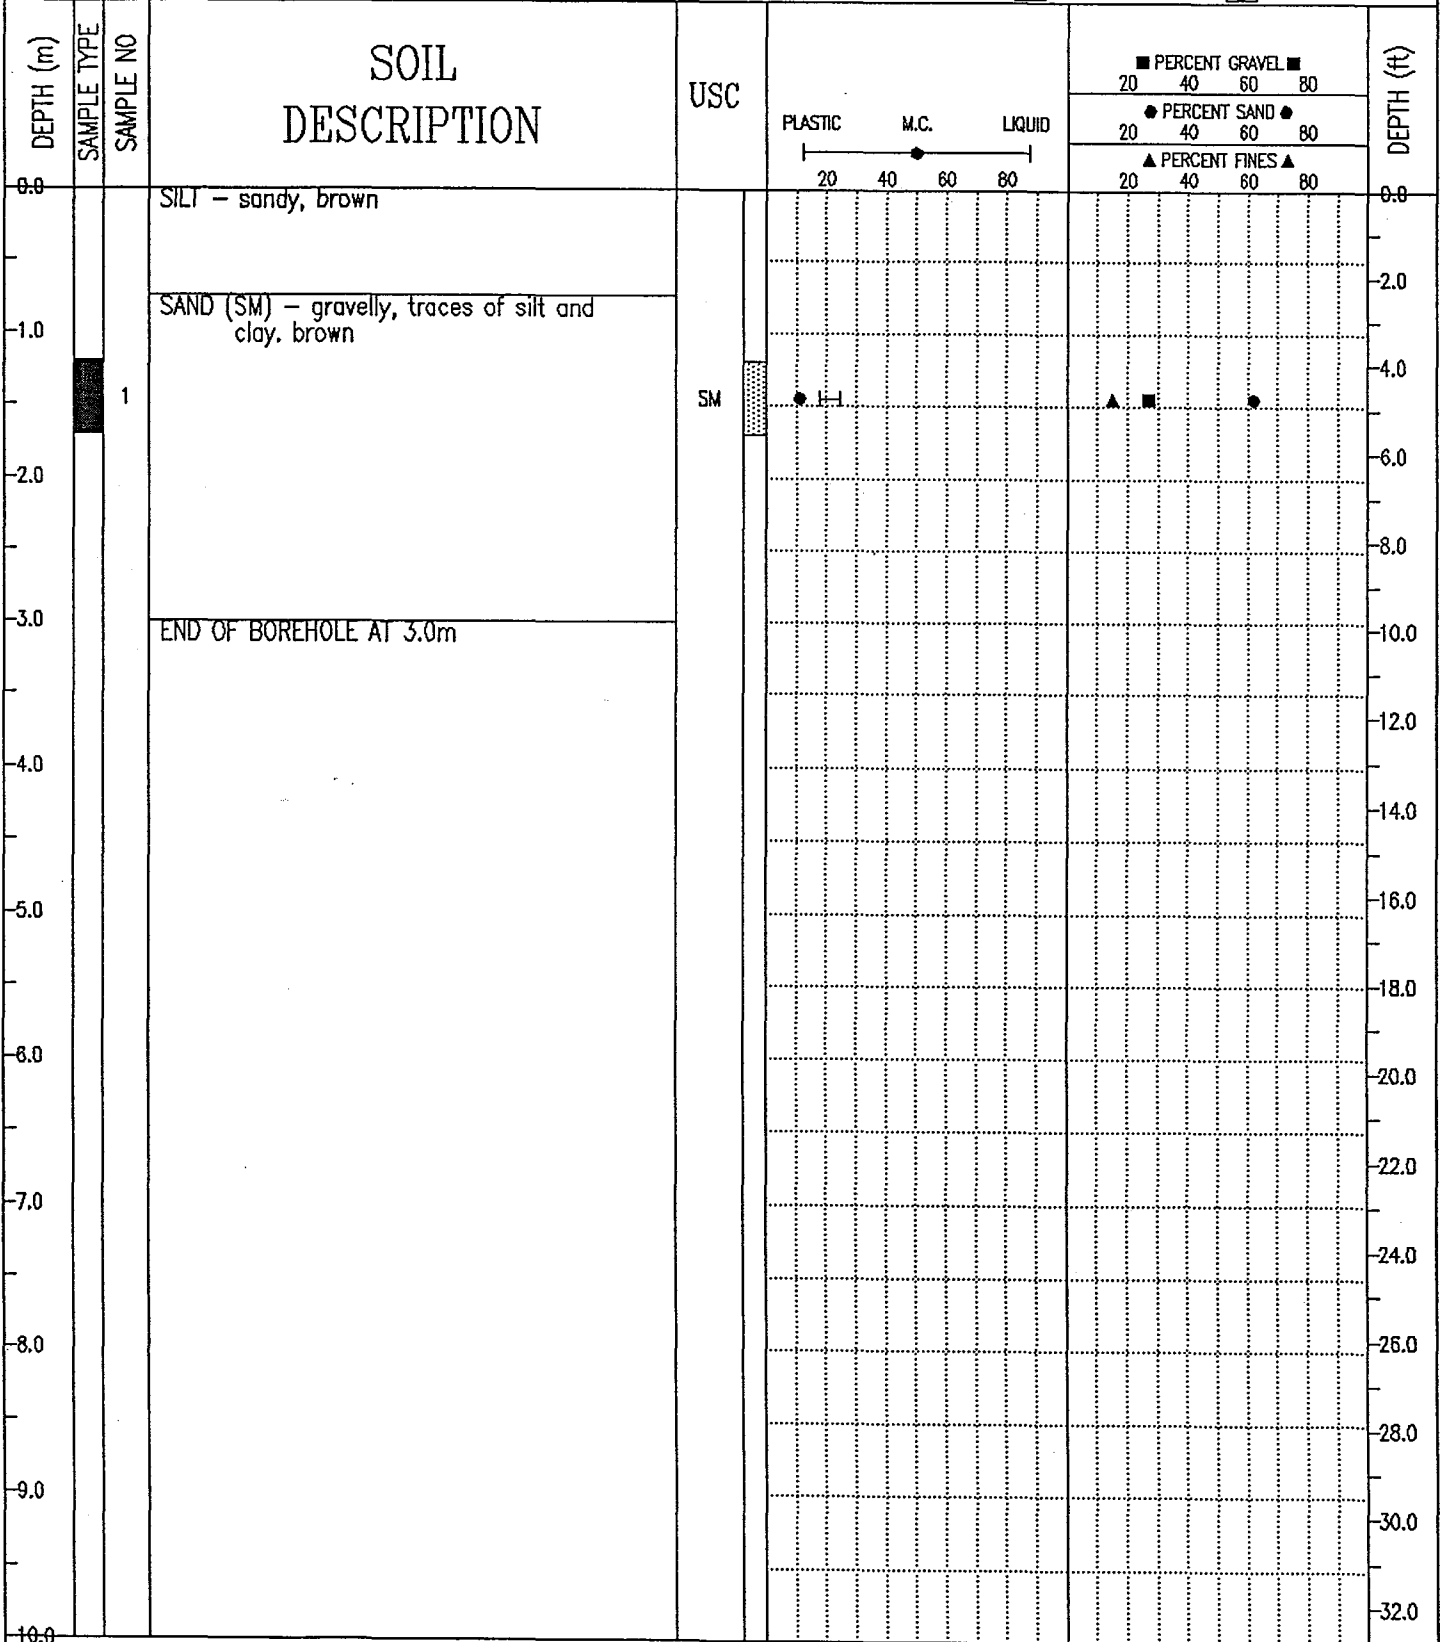 DEPTH (m)
SAMPLE TYPE
SAMPLE NO
SOIL
DESCRIPTION
USC
PLASTIC M.C. LIQUID
20 40 60 80
■ PERCENT GRAVEL ■
20 40 60 80
● PERCENT SAND ●
20 40 60 80
▲ PERCENT FINES ▲
20 40 60 80
DEPTH (ft)
0.0
SILT – sandy, brown
0.0
2.0
SAND (SM) – gravelly, traces of silt and
clay. brown
1.0
4.0
1
SM
6.0
2.0
8.0
3.0
END OF BOREHOLE AT 3.0m
10.0
12.0
4.0
14.0
16.0
5.0
18.0
6.0
20.0
22.0
7.0
24.0
8.0
26.0
28.0
9.0
30.0
32.0
10.0